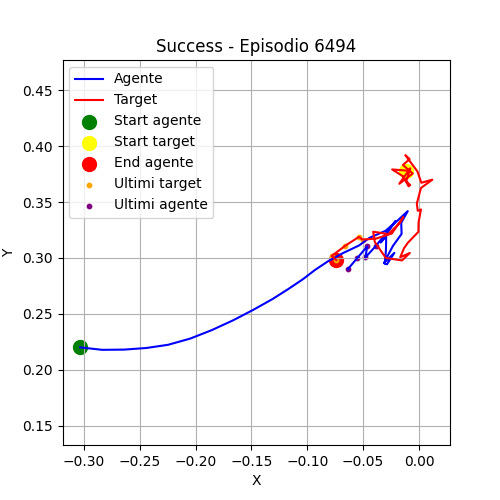 Success - Episodio 6494
Agente
Target
Start agente
Start target
End agente
Ultimi target
Ultimi agente
0.45
0.40
0.35
0.30
0.25
0.20
0.15
Y
−0.30
−0.25
−0.20
−0.15
−0.10
−0.05
0.00
X